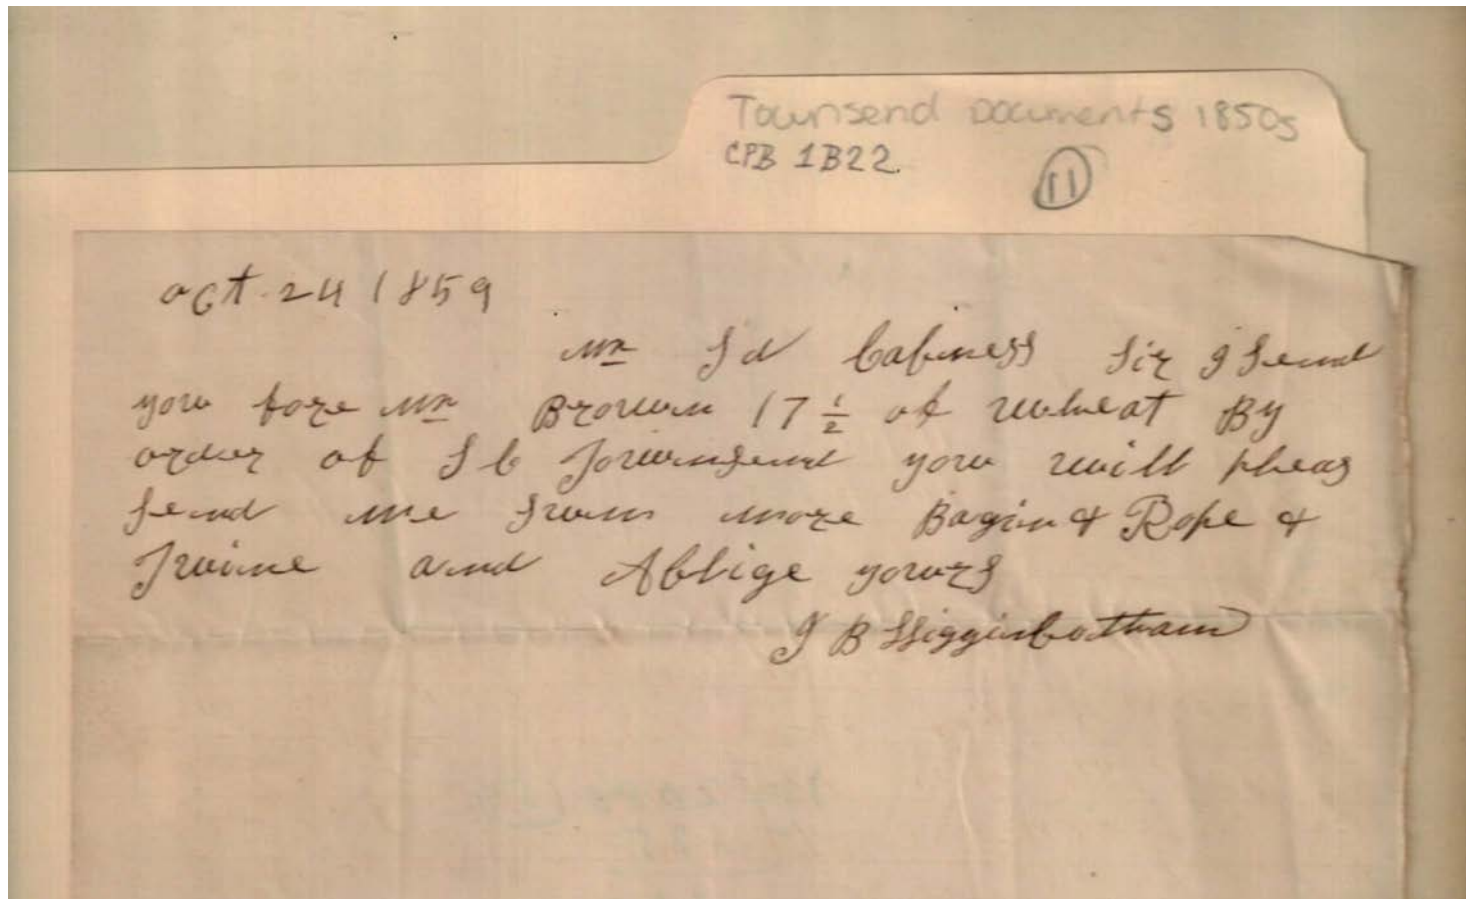 Townsend Documents 1850s
CPB 1B22.
11
oct. 24 1859
Mr S d Cabiness Sir I Send
you fore Mr Brown 17 ½ of wheat By
order of S C Townsend you will pleas
send me Sum more Bagin & Rope &
Twine and Ablige yours
J B Higginbottham